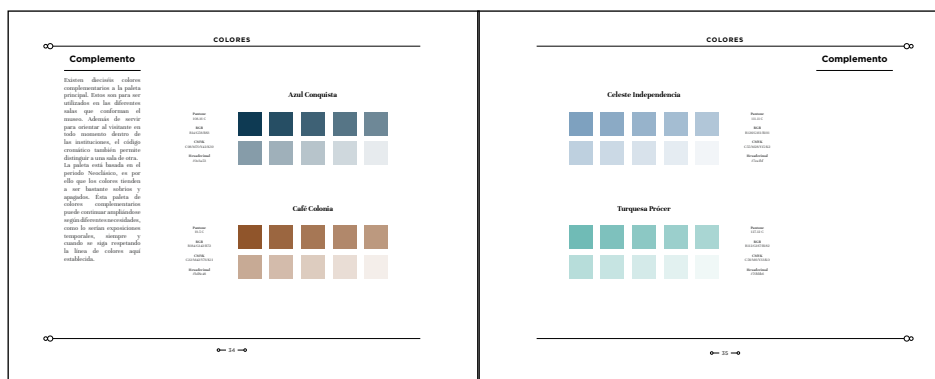 COLORES
Complemento
Existen dieciséis colores
complementarios a la paleta
principal. Estos son para ser
utilizados en las diferentes
salas que conforman el
museo. Además de servir
para orientar al visitante en
todo momento dentro de
las instituciones, el código
cromático también permite
distinguir a una sala de otra.
La paleta está basada en el
periodo Neoclásico, es por
ello que los colores tienden
a ser bastante sobrios y
apagados. Esta paleta de
colores complementarios
puede continuar ampliándose
según diferentes necesidades,
como lo serían exposiciones
temporales, siempre y
cuando se siga respetando
la línea de colores aquí
establecida.
Azul Conquista
Pantone
RGB
CMYK
Hexadecimal
Café Colonia
Pantone
RGB
CMYK
Hexadecimal
34
COLORES
Complemento
Celeste Independencia
Pantone
RGB
CMYK
Hexadecimal
Turquesa Prócer
Pantone
RGB
CMYK
Hexadecimal
35